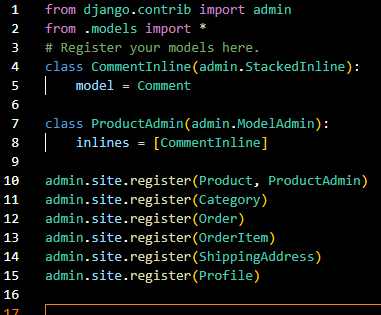 1 from django.contrib import admin
2 from .models import *
3 # Register your models here.
4 class CommentInline(admin.StackedInline):
5     model = Comment
6
7 class ProductAdmin(admin.ModelAdmin):
8     inlines = [CommentInline]
9
10 admin.site.register(Product, ProductAdmin)
11 admin.site.register(Category)
12 admin.site.register(Order)
13 admin.site.register(OrderItem)
14 admin.site.register(ShippingAddress)
15 admin.site.register(Profile)
16
17